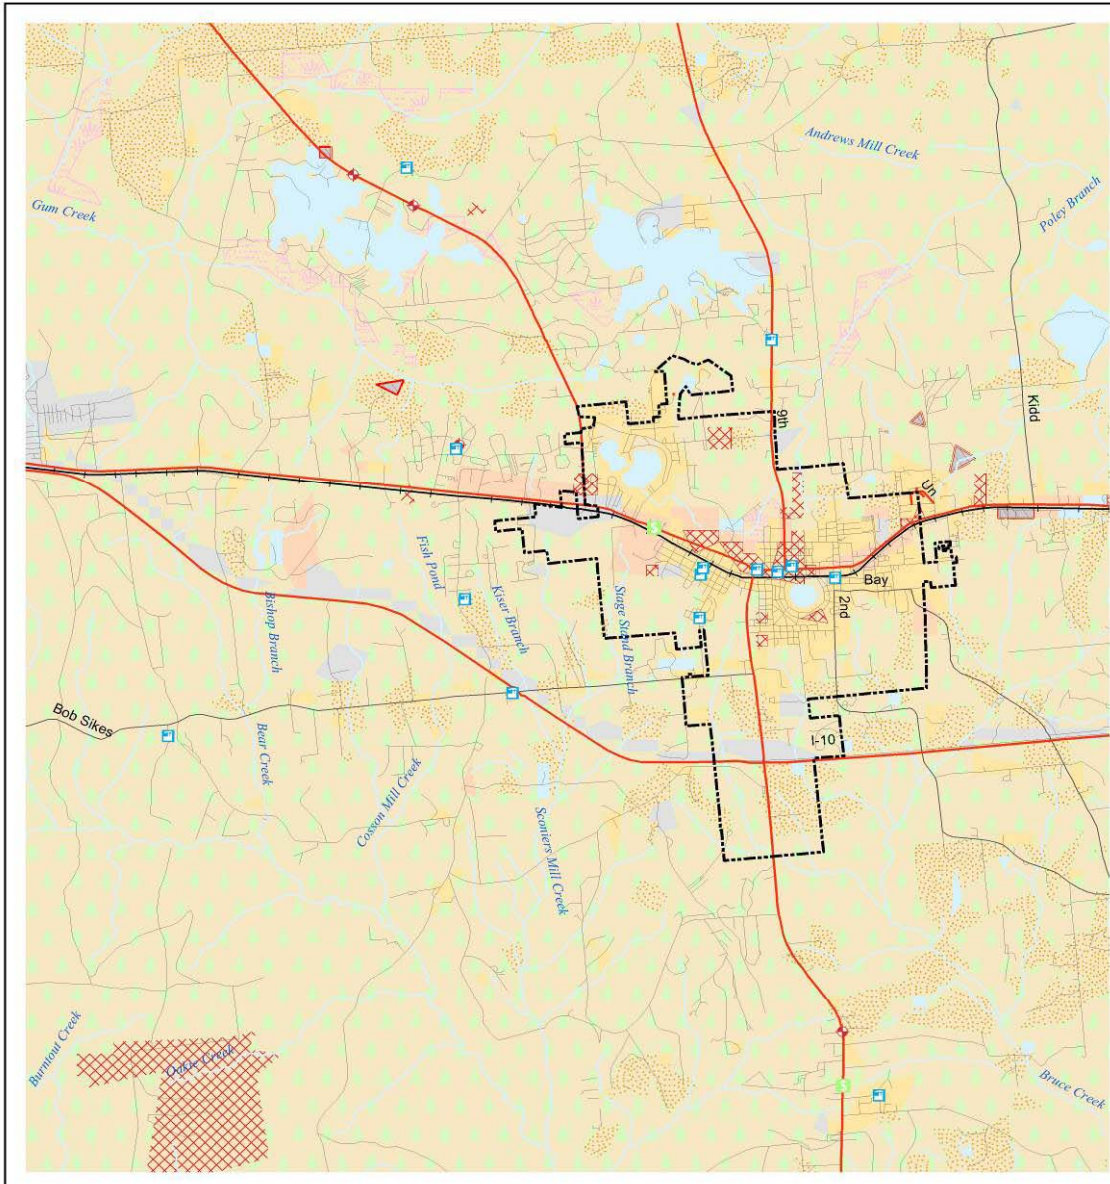 Andrews Mill Creek
Poley Branch
Gum Creek
Kidd
9th
Un
Fish Pond
Kiser Branch
Stage Stand Branch
Bay
2nd
Bishop Branch
Bob Sikes
Bear Creek
I-10
Cosson Mill Creek
Sconiers Mill Creek
Burntout Creek
Oakie Creek
Bruce Creek